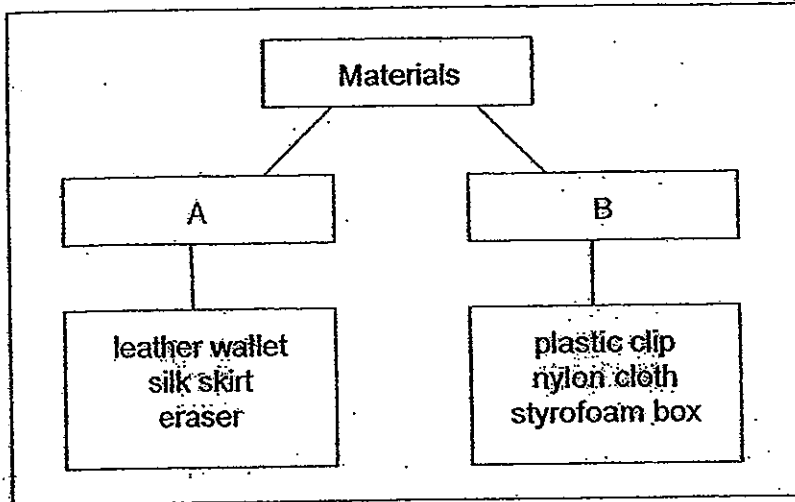 Materials
A
B
leather wallet
silk skirt
eraser
plastic clip
nylon cloth
styrofoam box